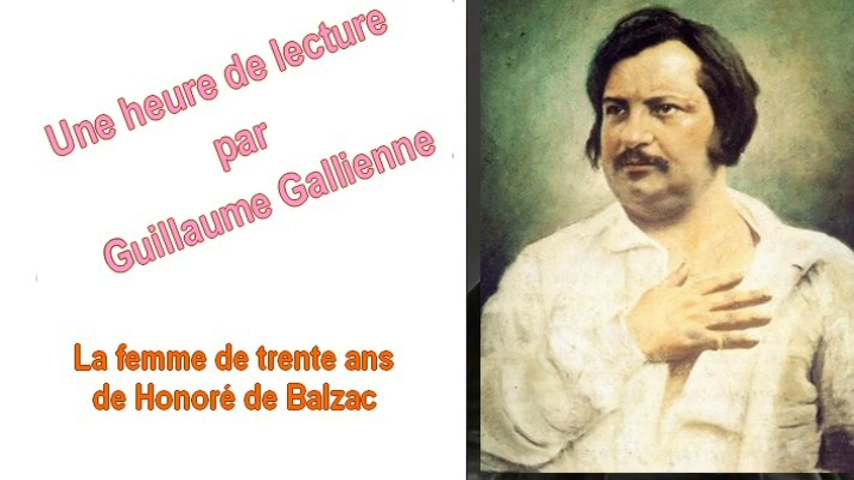 Une heure de lecture
par
Guillaume Gallienne
La femme de trente ans
de Honoré de Balzac